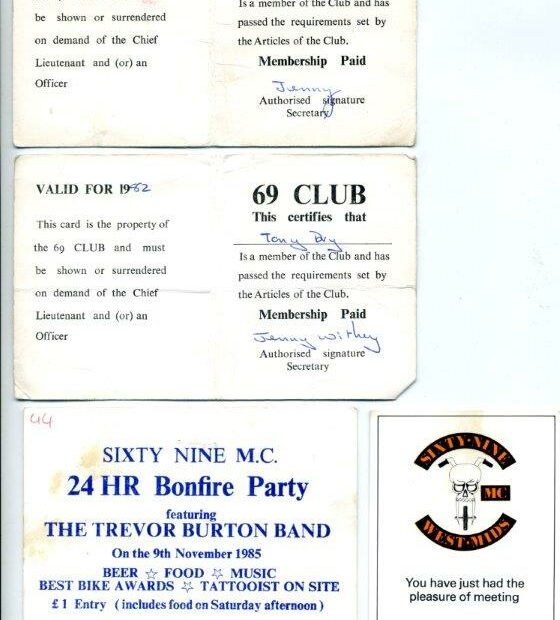 be shown or surrendered
on demand of the Chief
Lieutenant and (or) an
Officer
Is a member of the Club and has
passed the requirements set by
the Articles of the Club.
Membership Paid
Jenny
Authorised signature
Secretary
VALID FOR 1982
This card is the property of
the 69 CLUB and must
be shown or surrendered
on demand of the Chief
Lieutenant and (or) an
Officer
69 CLUB
This certifies that
Tony
Is a member of the Club and has
passed the requirements set by
the Articles of the Club.
Membership Paid
Jenny Withey
Authorised signature
Secretary
44
SIXTY NINE M.C.
24 HR Bonfire Party
featuring
THE TREVOR BURTON BAND
On the 9th November 1985
BEER ☆ FOOD ☆ MUSIC
BEST BIKE AWARDS ☆ TATTOOIST ON SITE
£1 Entry (includes food on Saturday afternoon)
SIXTY·NINE
MC
WEST·MIDS
You have just had the
pleasure of meeting